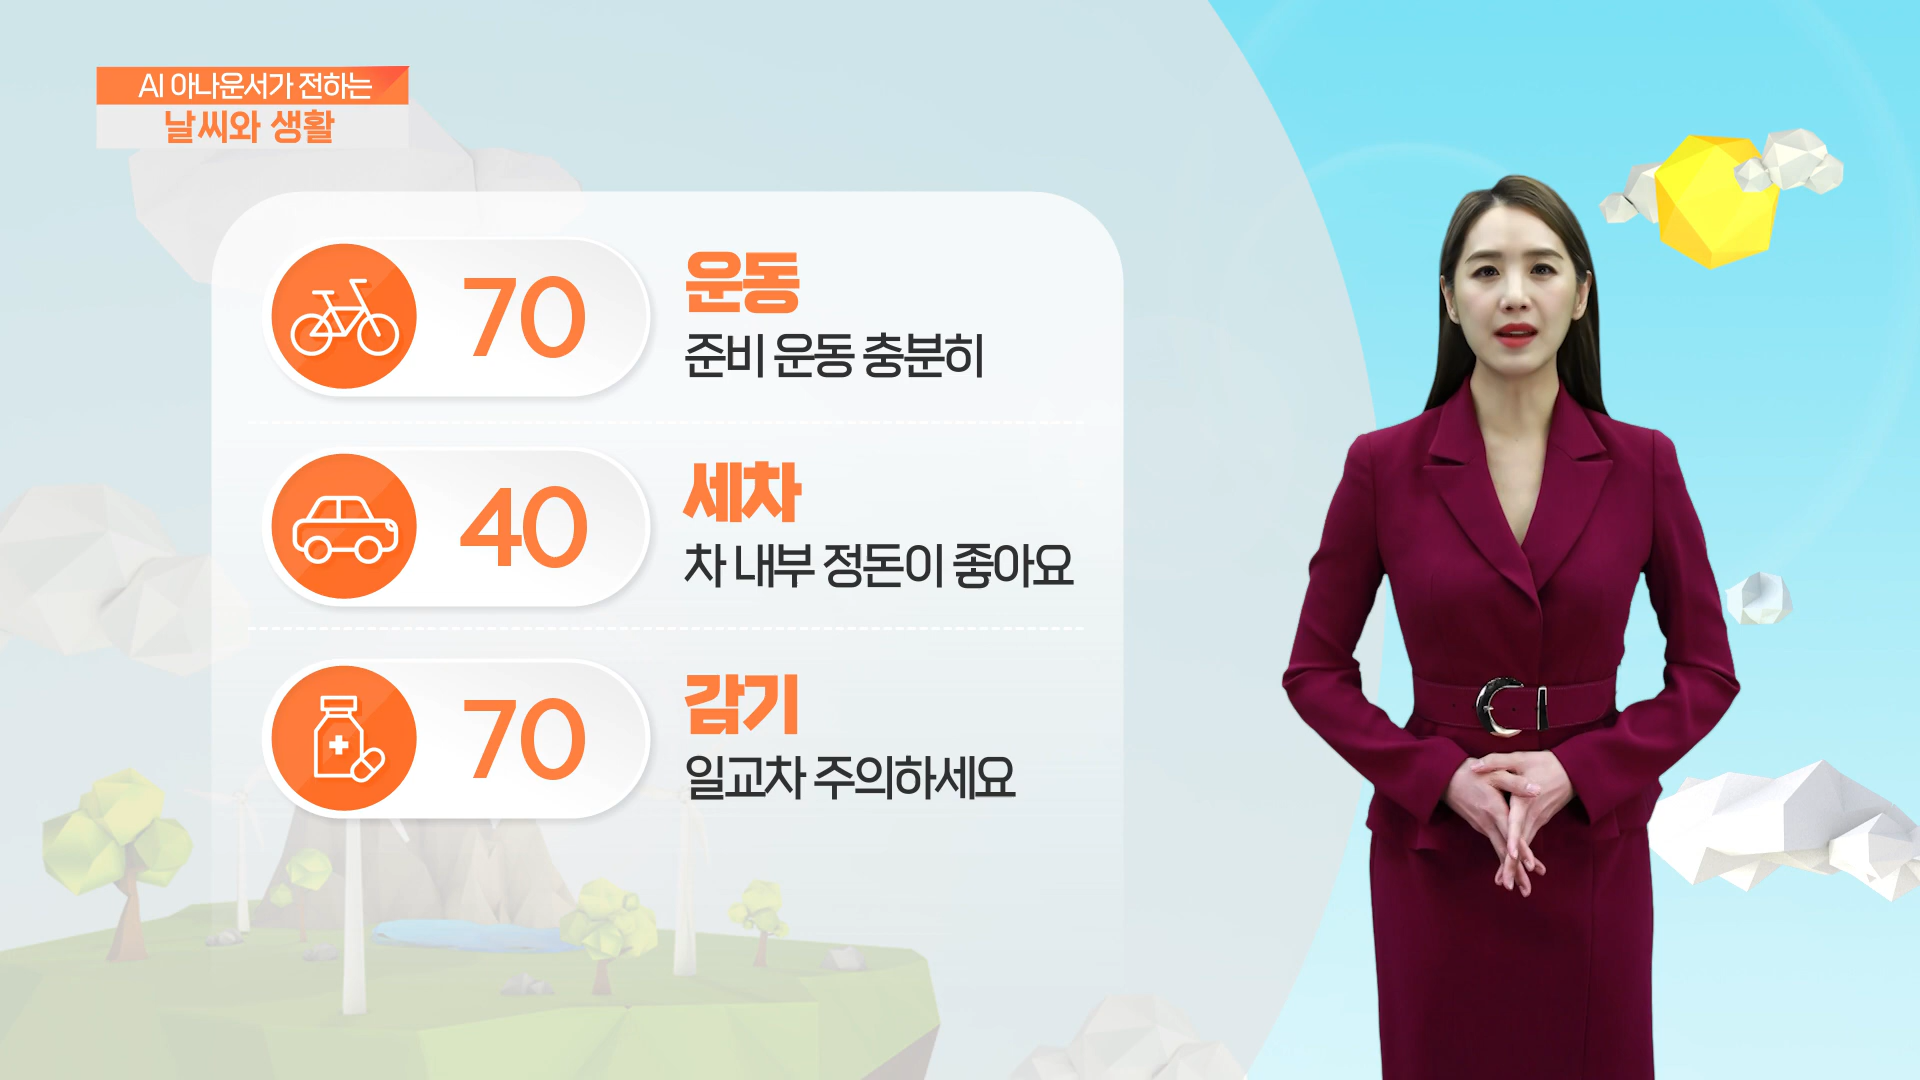 AI 아나운서가 전하는
날씨와 생활
70
운동
준비 운동 충분히
40
세차
차 내부 정돈이 좋아요
70
감기
일교차 주의하세요